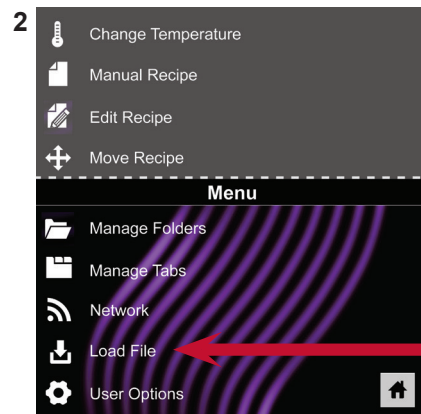 2
Change Temperature
Manual Recipe
Edit Recipe
Move Recipe
Menu
Manage Folders
Manage Tabs
Network
Load File
User Options